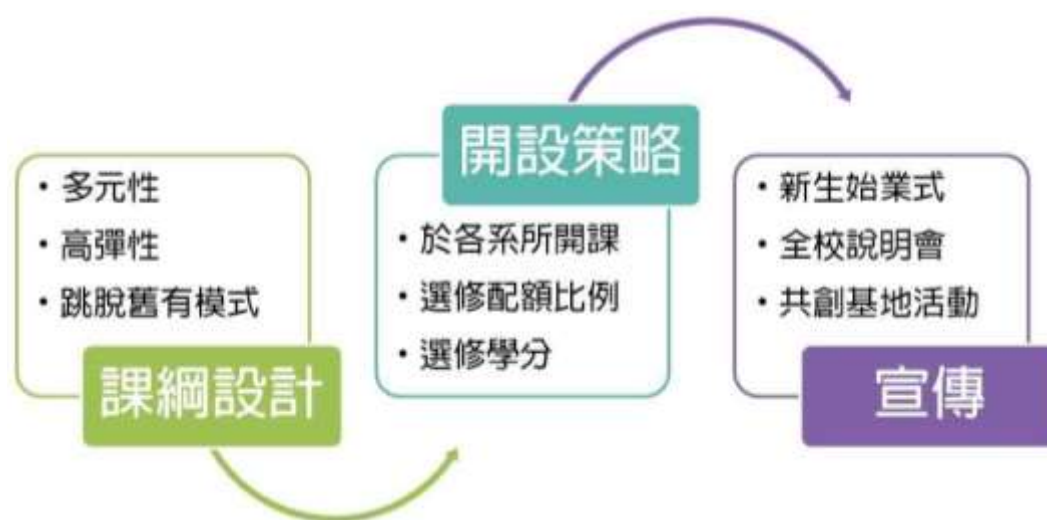 ・多元性
・高彈性
・跳脫舊有模式
課綱設計
開設策略
・於各系所開課
・選修配額比例
・選修學分
・新生始業式
・全校說明會
・共創基地活動
宣傳